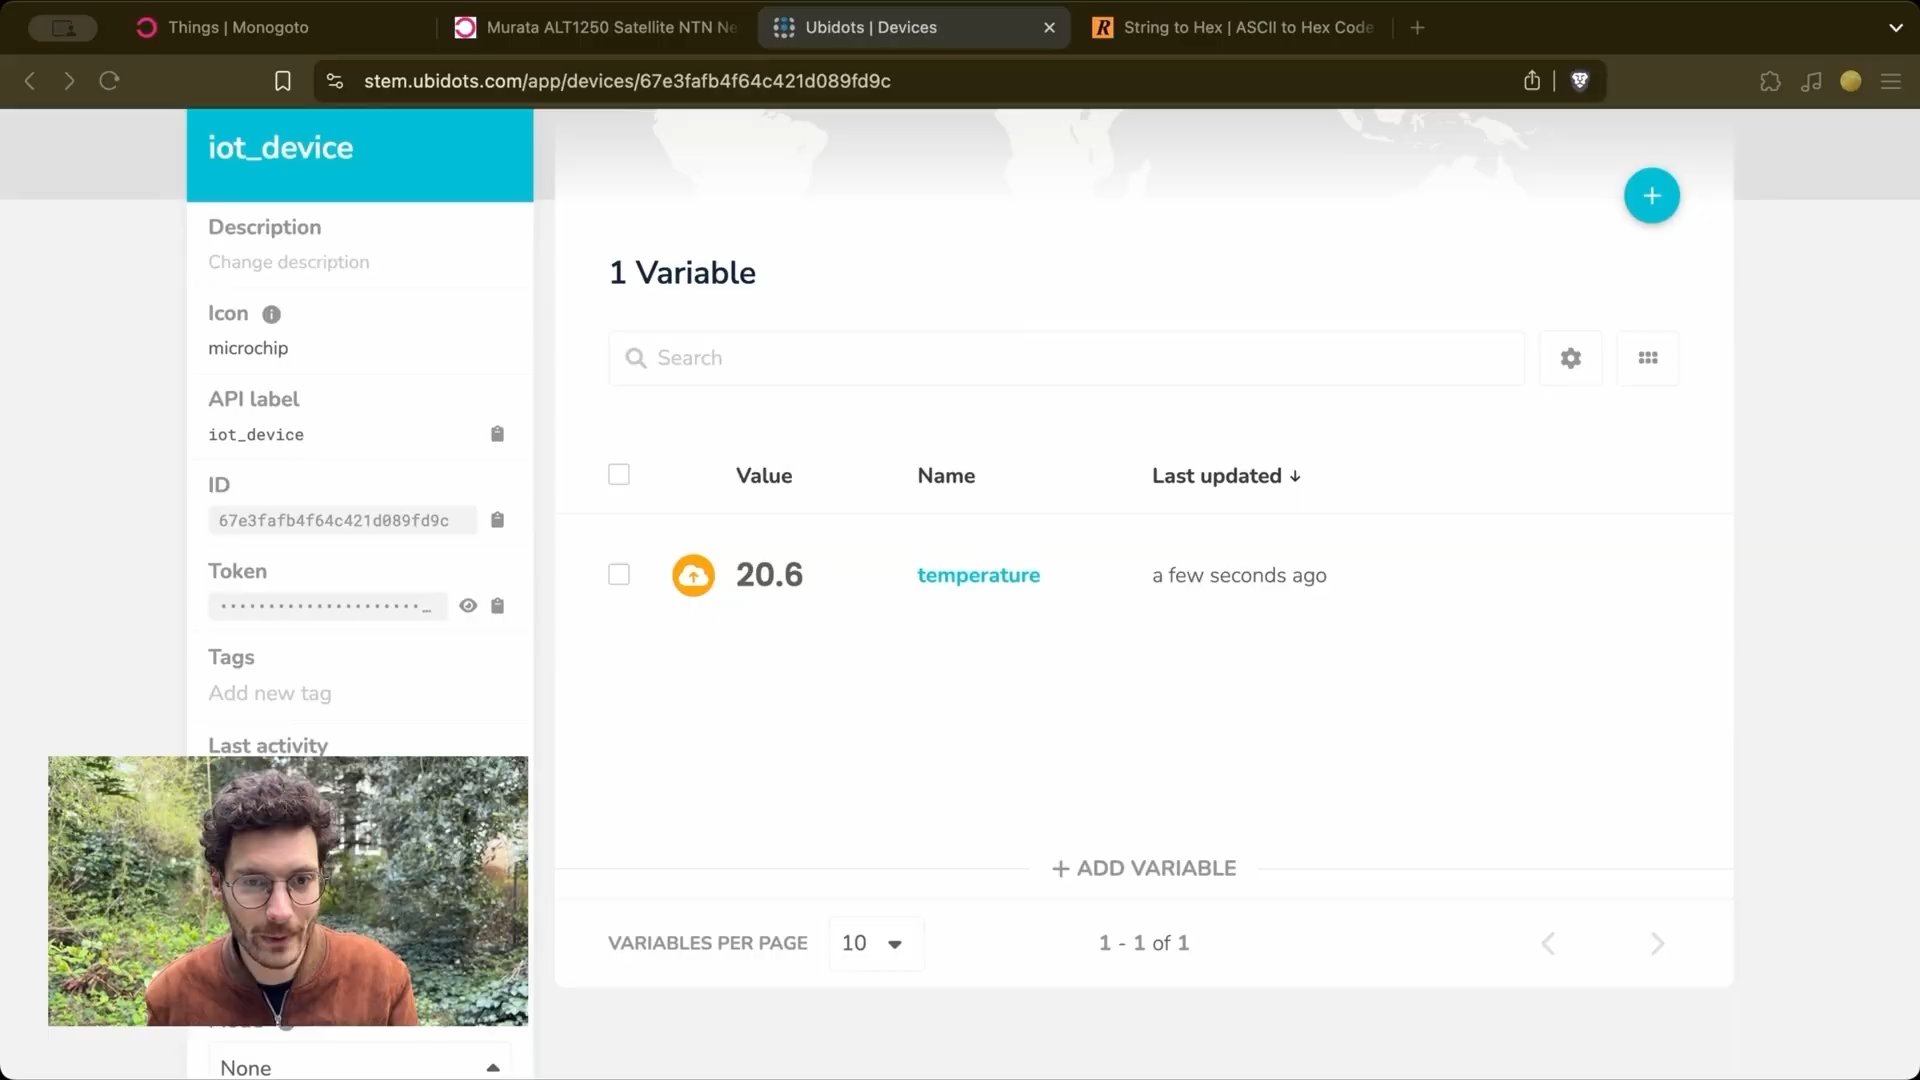 Things | Monogoto
Murata ALT1250 Satellite NTN Ne
Ubidots | Devices
String to Hex | ASCII to Hex Code
stem.ubidots.com/app/devices/67e3fafb4f64c421d089fd9c
iot_device
Description
Change description
Icon
microchip
API label
iot_device
ID
67e3fafb4f64c421d089fd9c
Token
Tags
Add new tag
Last activity
None
1 Variable
Search
Value Name Last updated ↓
20.6 temperature a few seconds ago
+ ADD VARIABLE
VARIABLES PER PAGE 10 1 - 1 of 1